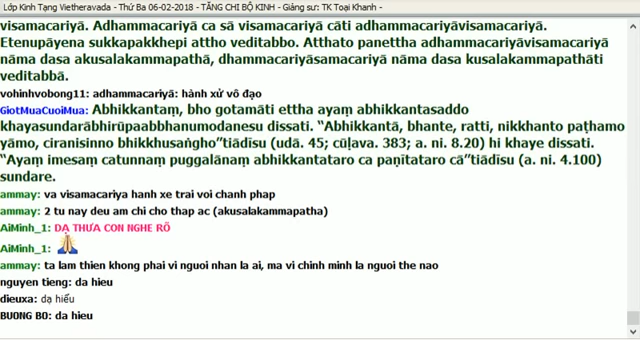 Lớp Kinh Tạng Vietheravada - Thứ Ba 06-02-2018 - TĂNG CHI BỘ KINH - Giảng sư: TK Toại Khanh -
visamacariyā. Adhammacariyā ca sā visamacariyā cāti adhammacariyāvisamacariyā.
Etenupāyena sukkapakkhepi attho veditabbo. Atthato panettha adhammacariyāvisamacariyā
nāma dasa akusalakammapathā, dhammacariyāsamacariyā nāma dasa kusalakammapathāti
veditabbā.
vohinhvobong11: adhammacariyā: hành xử vô đạo
GiotMuaCuoiMua: Abhikkantaṃ, bho gotamāti ettha ayaṃ abhikkantasaddo
khayasundarābhirūpaabbhanumodanesu dissati. “Abhikkantā, bhante, ratti, nikkhanto paṭhamo
yāmo, ciranisinno bhikkhusaṅgho”tiādīsu (udā. 45; cūḷava. 383; a. ni. 8.20) hi khaye dissati.
“Ayaṃ imesaṃ catunnaṃ puggalānaṃ abhikkantataro ca paṇītataro cā”tiādīsu (a. ni. 4.100)
sundare.
ammay: va visamacariya hanh xe trai voi chanh phap
ammay: 2 tu nay deu am chi cho thap ac (akusalakammapatha)
AiMinh_1: DẠ THƯA CON NGHE RÕ
AiMinh_1:
ammay: ta lam thien khong phai vi nguoi nhan la ai, ma vi chinh minh la nguoi the nao
nguyen tieng: da hieu
dieuxa: dạ hiểu
BUONG BO: da hieu